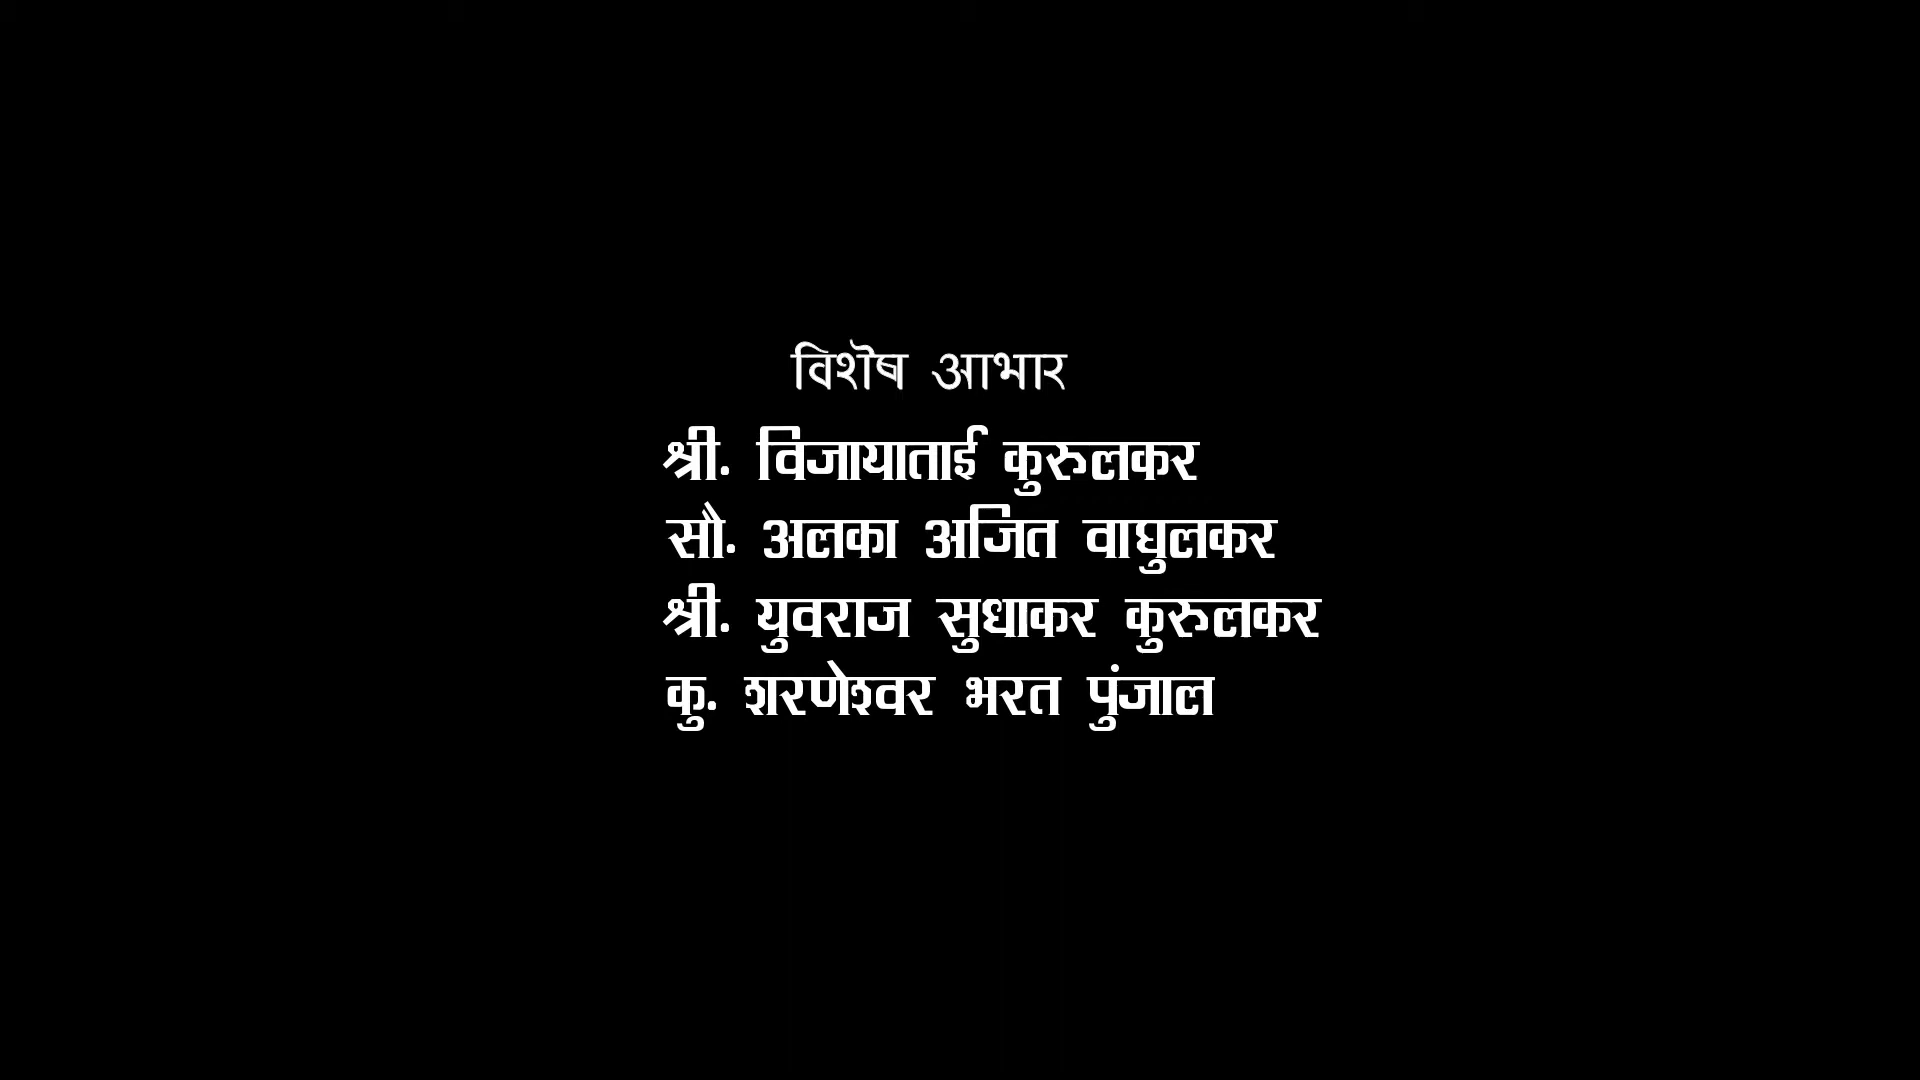 विशेष आभार
श्री. विजायाताई कुरुलकर
सौ. अलका अजित वाघुलकर
श्री. युवराज सुधाकर कुरुलकर
कु. शरणेश्वर भरत पुंजाल